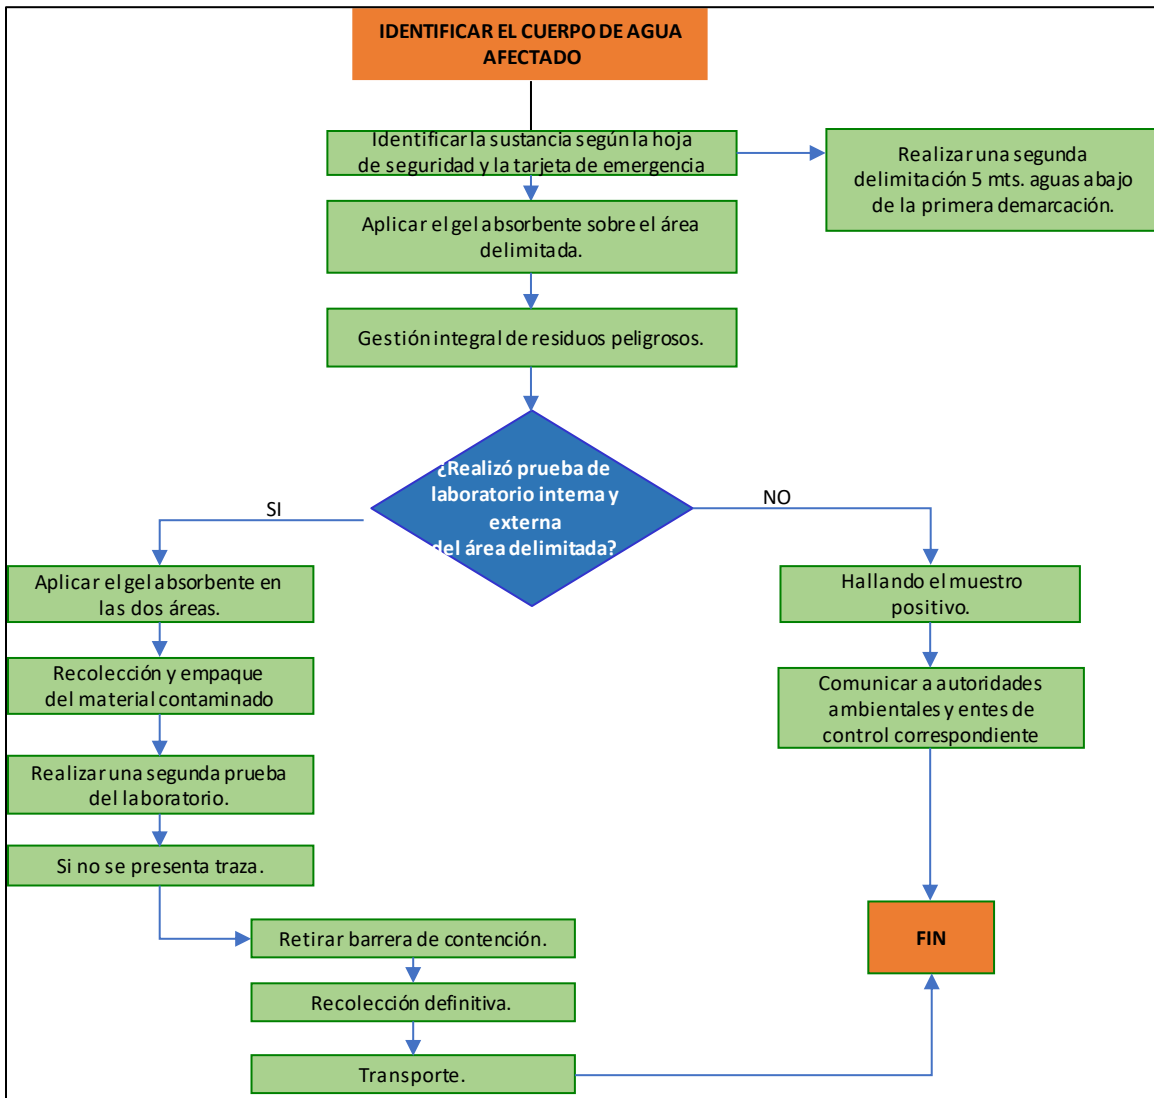 IDENTIFICAR EL CUERPO DE AGUA
AFECTADO
Identificar la sustancia según la hoja
de seguridad y la tarjeta de emergencia
Realizar una segunda
delimitación 5 mts. aguas abajo
de la primera demarcación.
Aplicar el gel absorbente sobre el área
delimitada.
Gestión integral de residuos peligrosos.
¿Realizó prueba de
laboratorio interna y
externa
del área delimitada?
SI
NO
Aplicar el gel absorbente en
las dos áreas.
Recolección y empaque
del material contaminado
Realizar una segunda prueba
del laboratorio.
Si no se presenta traza.
Hallando el muestro
positivo.
Comunicar a autoridades
ambientales y entes de
control correspondiente
Retirar barrera de contención.
Recolección definitiva.
Transporte.
FIN